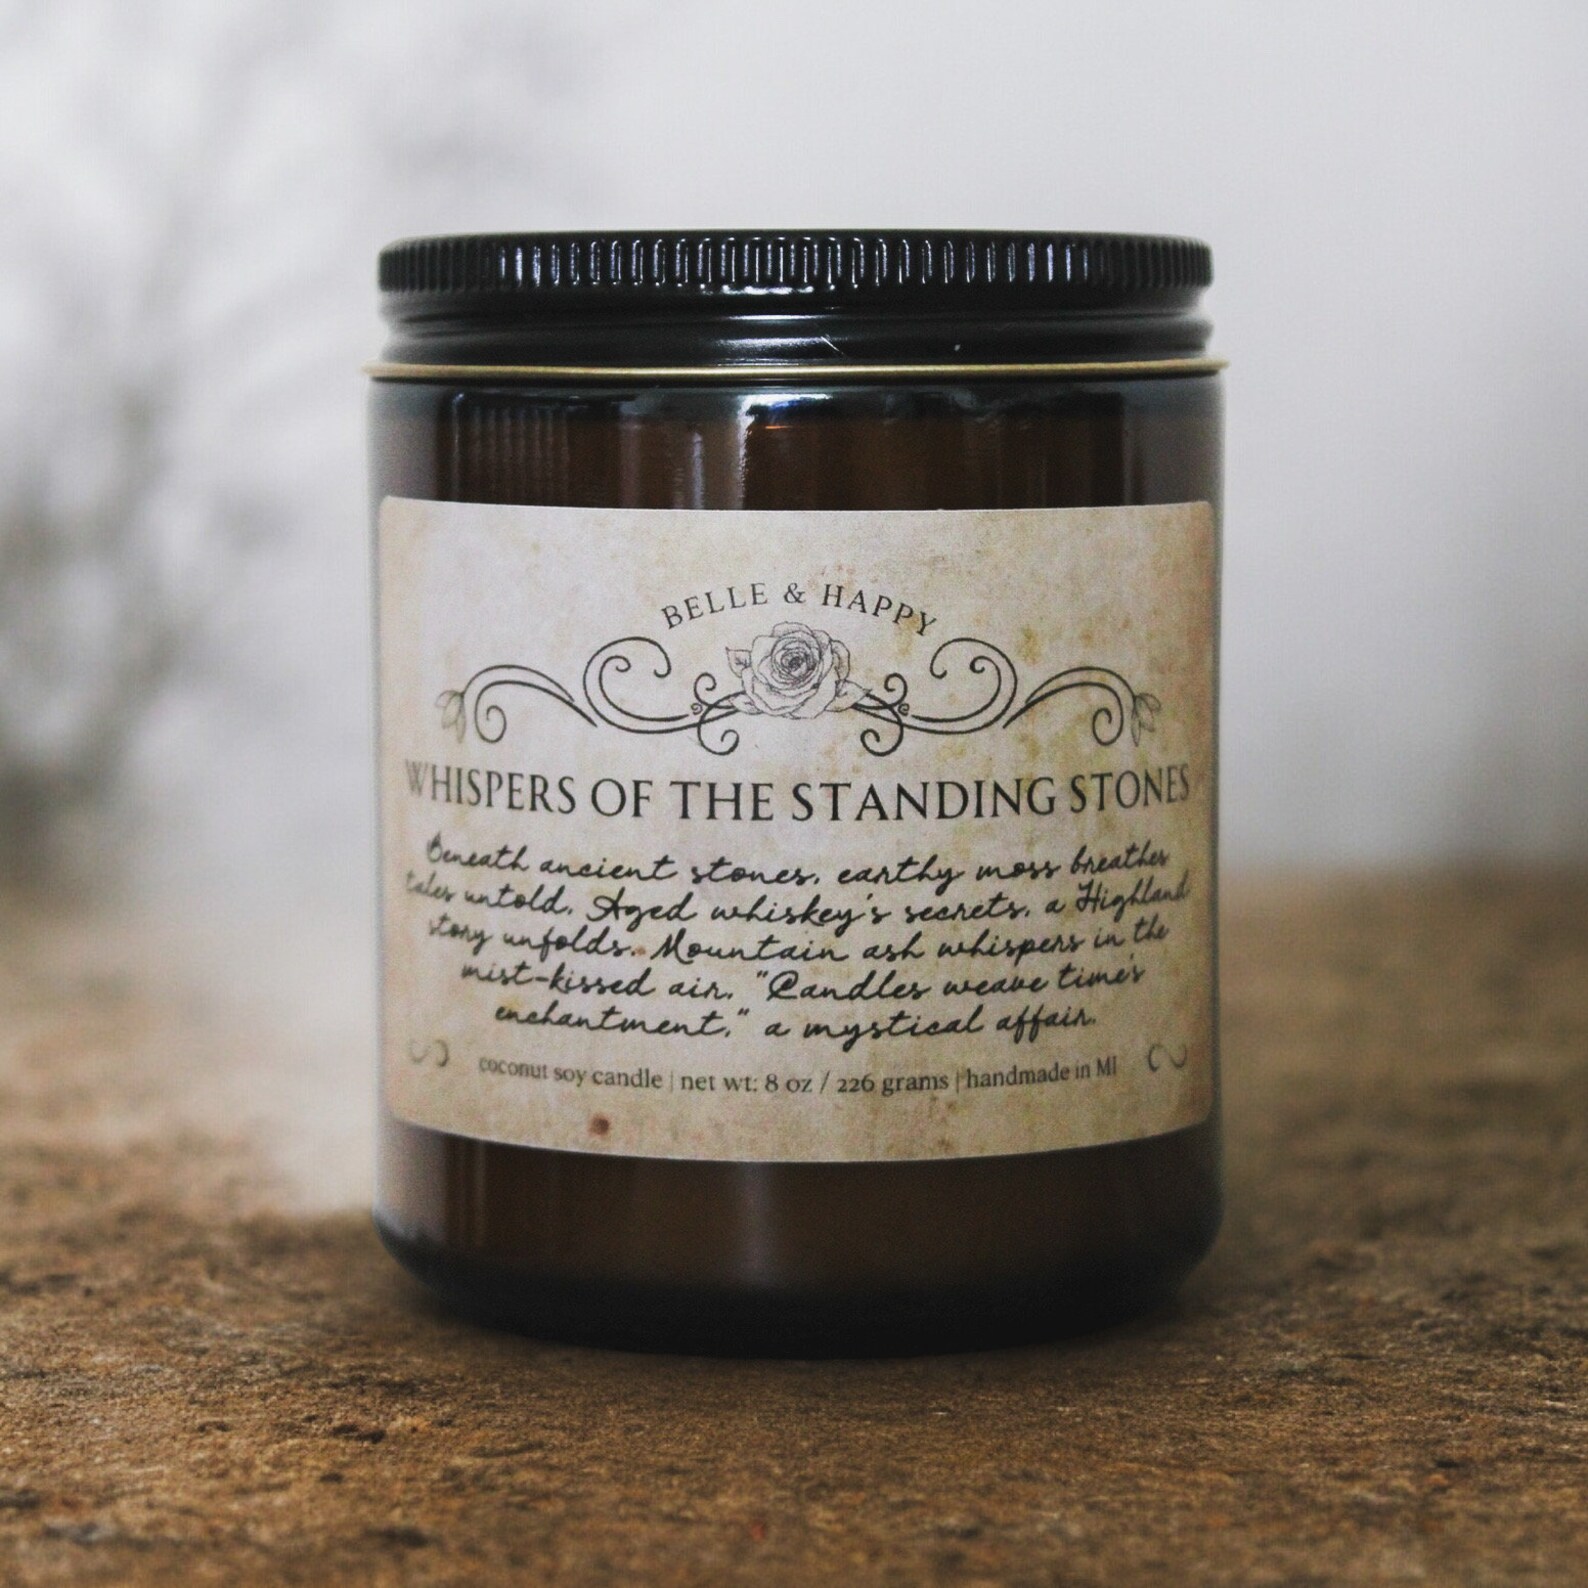 BELLE & HAPPY
WHISPERS OF THE STANDING STONES
Beneath ancient stones, earthy moss breathes
tales untold. Aged whiskey's secrets, a Highland
story unfolds. Mountain ash whispers in the
mist-kissed air. "Candles weave time's
enchantment," a mystical affair.
coconut soy candle | net wt: 8 oz / 226 grams | handmade in MI